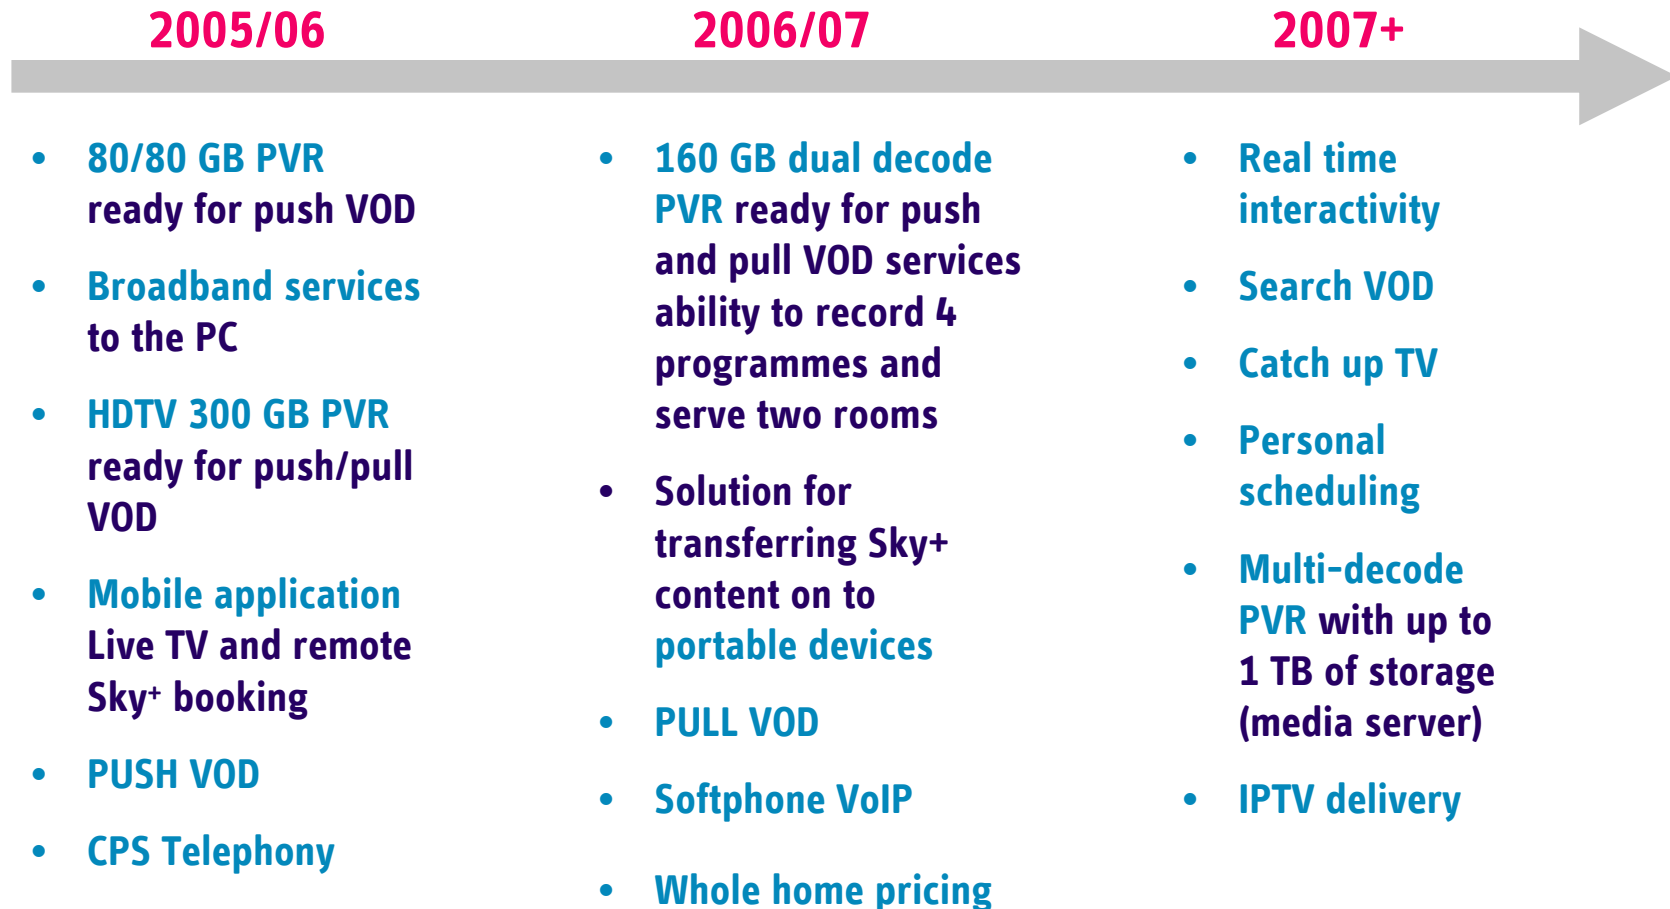 2005/06
2006/07
2007+
• 80/80 GB PVR
ready for push VOD
• Broadband services
to the PC
• HDTV 300 GB PVR
ready for push/pull
VOD
• Mobile application
Live TV and remote
Sky+ booking
• PUSH VOD
• CPS Telephony
• 160 GB dual decode
PVR ready for push
and pull VOD services
ability to record 4
programmes and
serve two rooms
• Solution for
transferring Sky+
content on to
portable devices
• PULL VOD
• Softphone VoIP
• Whole home pricing
• Real time
interactivity
• Search VOD
• Catch up TV
• Personal
scheduling
• Multi-decode
PVR with up to
1 TB of storage
(media server)
• IPTV delivery